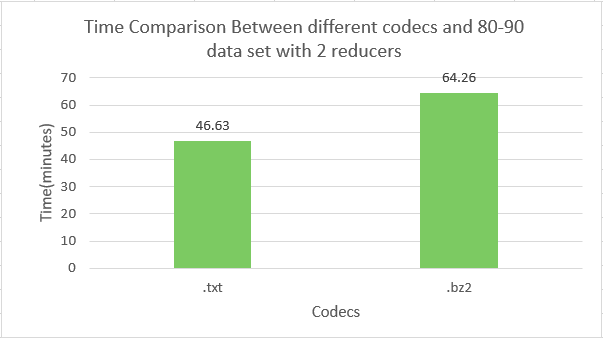 Time Comparison Between different codecs and 80-90
data set with 2 reducers
Time(minutes)
70
60
50
40
30
20
10
0
46.63
64.26
.txt
.bz2
Codecs